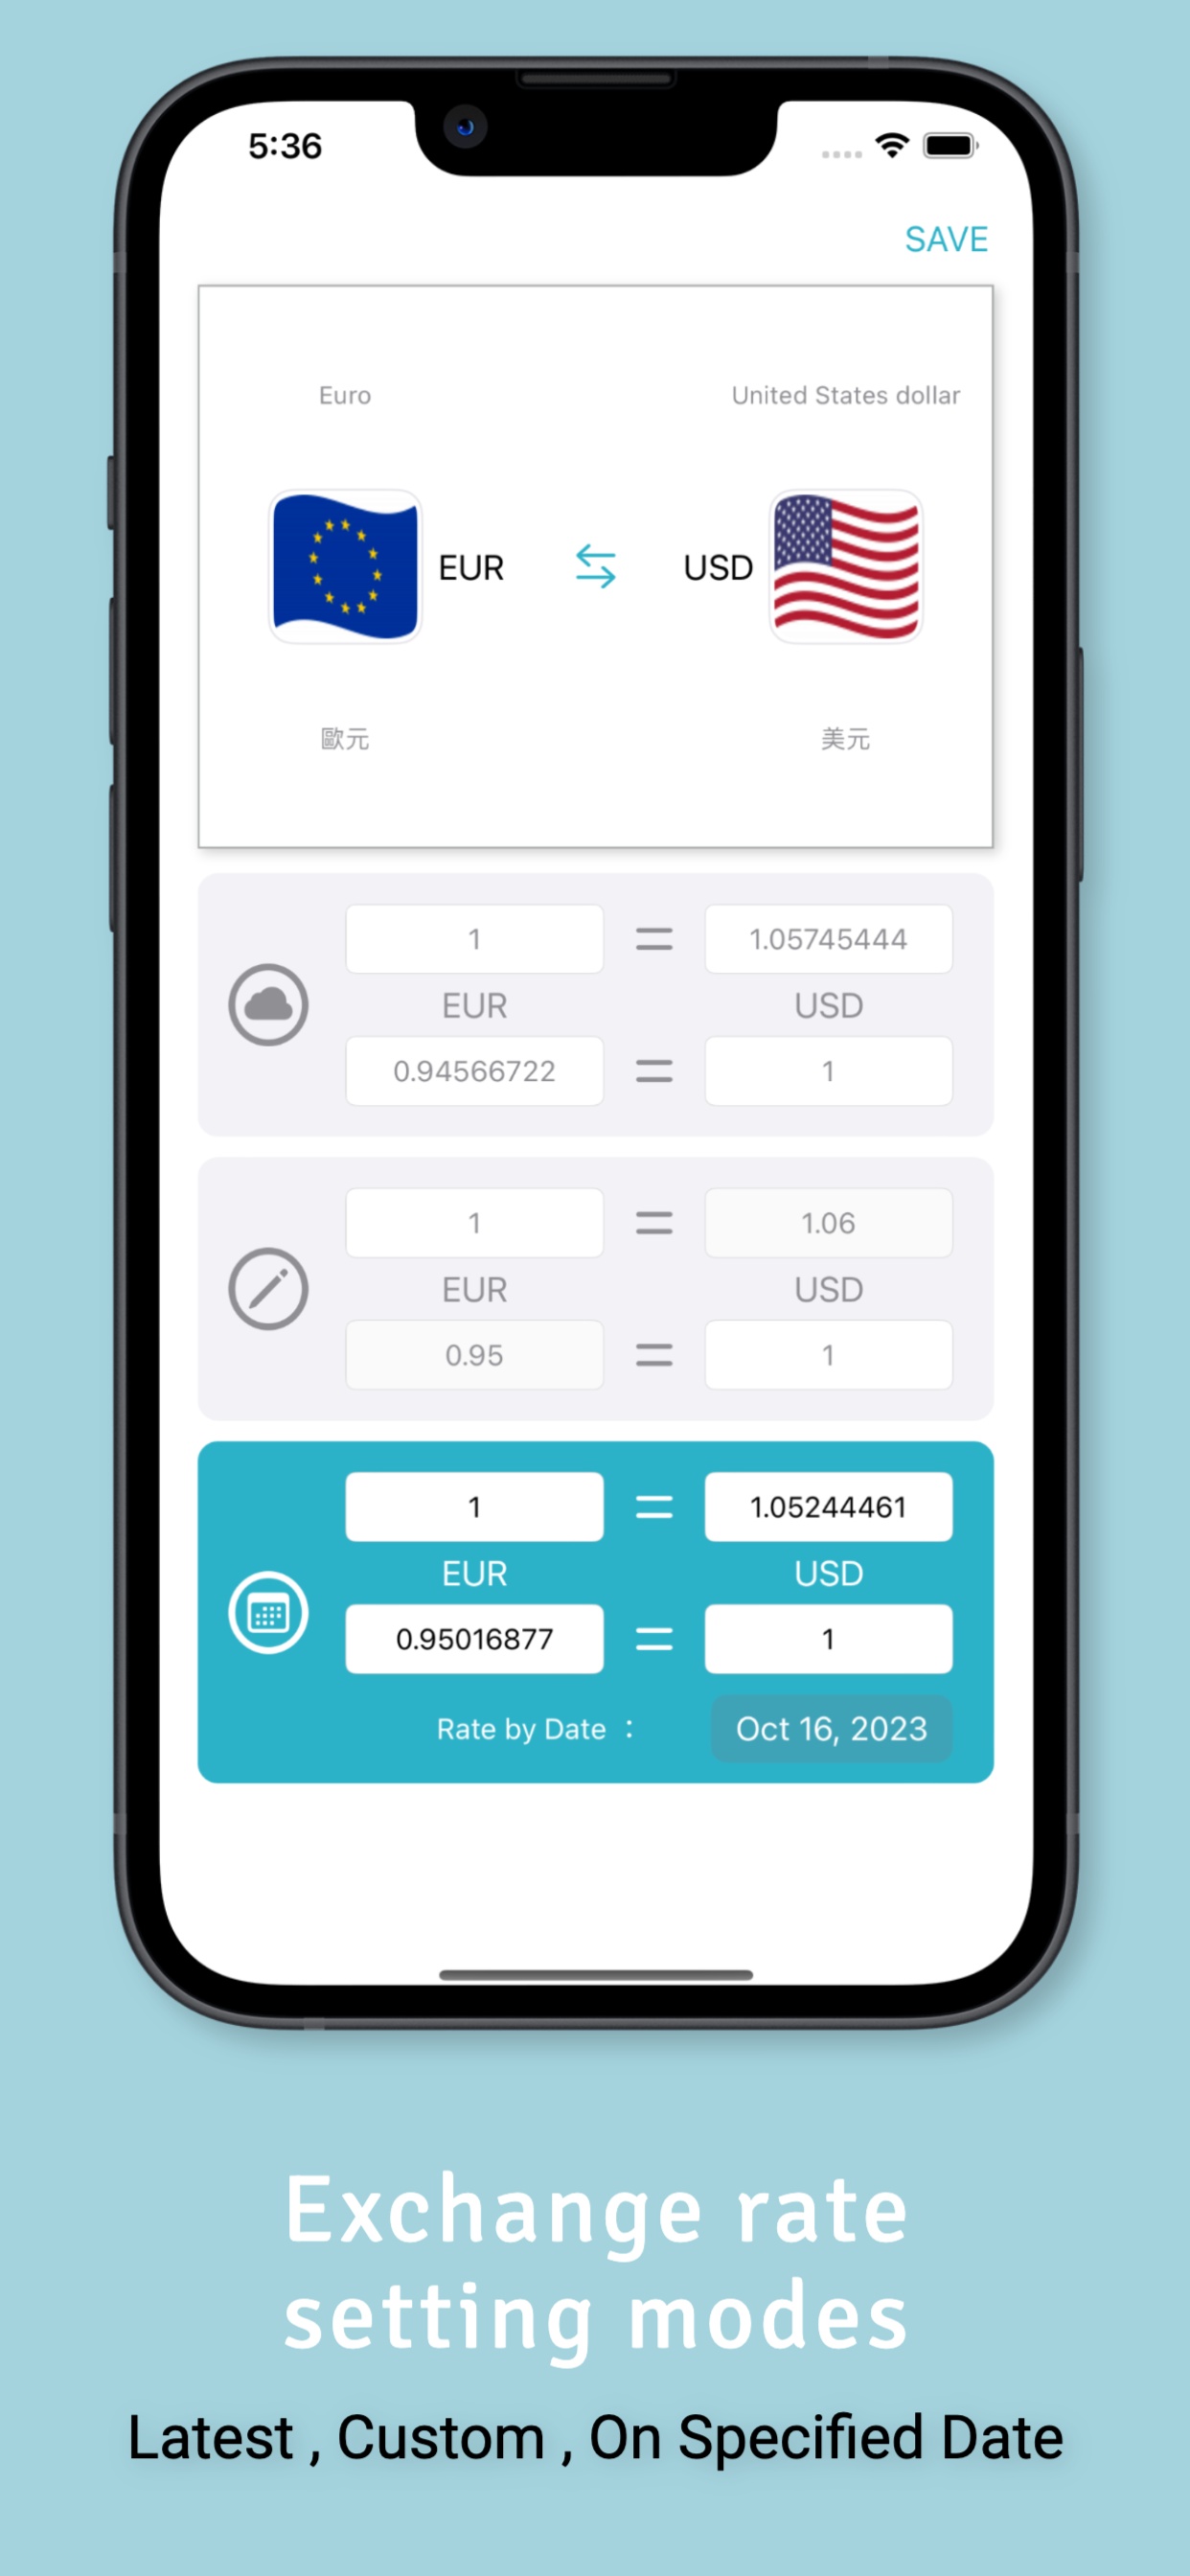 5:36
SAVE
Euro United States dollar
EUR USD
歐元 美元
1 = 1.05745444
EUR USD
0.94566722 = 1
1 = 1.06
EUR USD
0.95 = 1
1 = 1.05244461
EUR USD
0.95016877 = 1
Rate by Date : Oct 16, 2023
Exchange rate
setting modes
Latest , Custom , On Specified Date